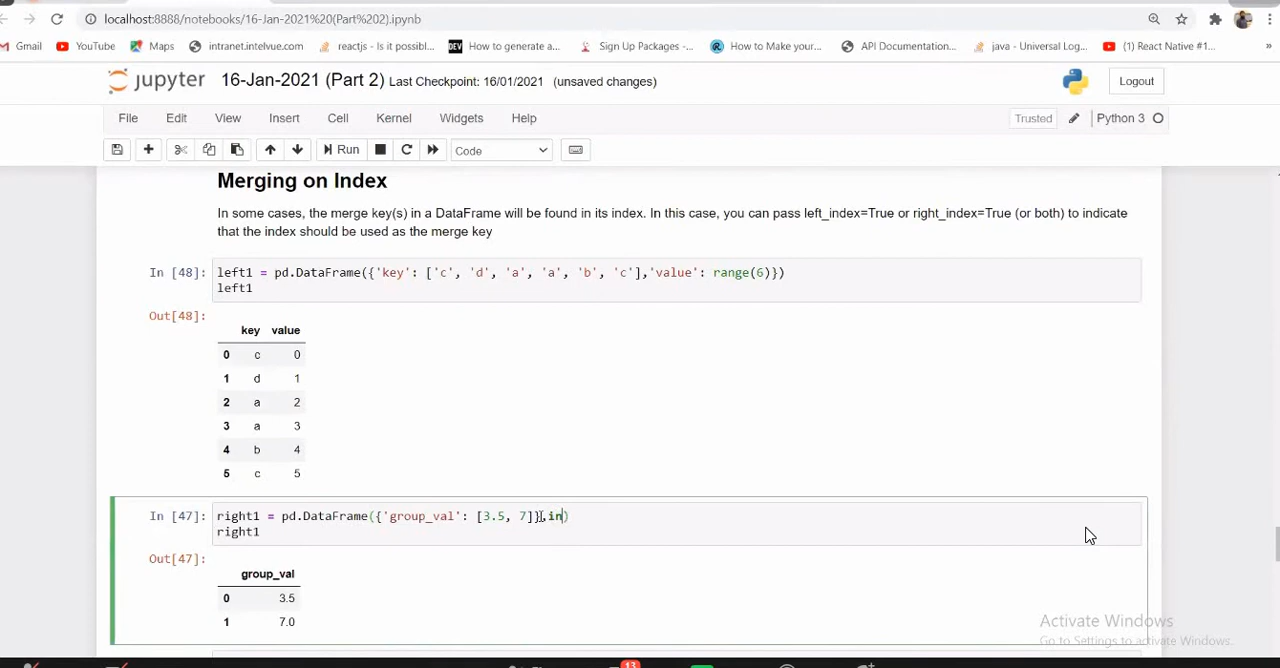 localhost:8888/notebooks/16-Jan-2021%20(Part%202).ipynb
Gmail YouTube Maps intranet.intelvue.com reactjs - Is it possibl... DEV How to generate a... Sign Up Packages -... How to Make your... API Documentation... java - Universal Log... (1) React Native #1... »
jupyter 16-Jan-2021 (Part 2) Last Checkpoint: 16/01/2021 (unsaved changes) Logout
File Edit View Insert Cell Kernel Widgets Help Trusted Python 3
Run Code
Merging on Index
In some cases, the merge key(s) in a DataFrame will be found in its index. In this case, you can pass left_index=True or right_index=True (or both) to indicate
that the index should be used as the merge key
In [48]: left1 = pd.DataFrame({'key': ['c', 'd', 'a', 'a', 'b', 'c'],'value': range(6)})
left1
Out[48]:
key value
0 c 0
1 d 1
2 a 2
3 a 3
4 b 4
5 c 5
In [47]: right1 = pd.DataFrame({'group_val': [3.5, 7]},in)
right1
Out[47]:
group_val
0 3.5
1 7.0
Activate Windows
Go to Settings to activate Windows.
13